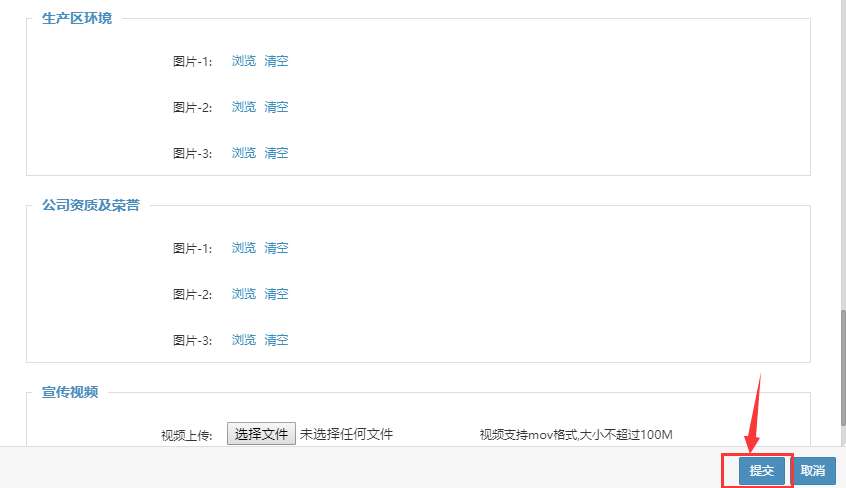 生产区环境
图片-1: 浏览 清空
图片-2: 浏览 清空
图片-3: 浏览 清空
公司资质及荣誉
图片-1: 浏览 清空
图片-2: 浏览 清空
图片-3: 浏览 清空
宣传视频
视频上传: 选择文件 未选择任何文件 视频支持mov格式,大小不超过100M
提交 取消